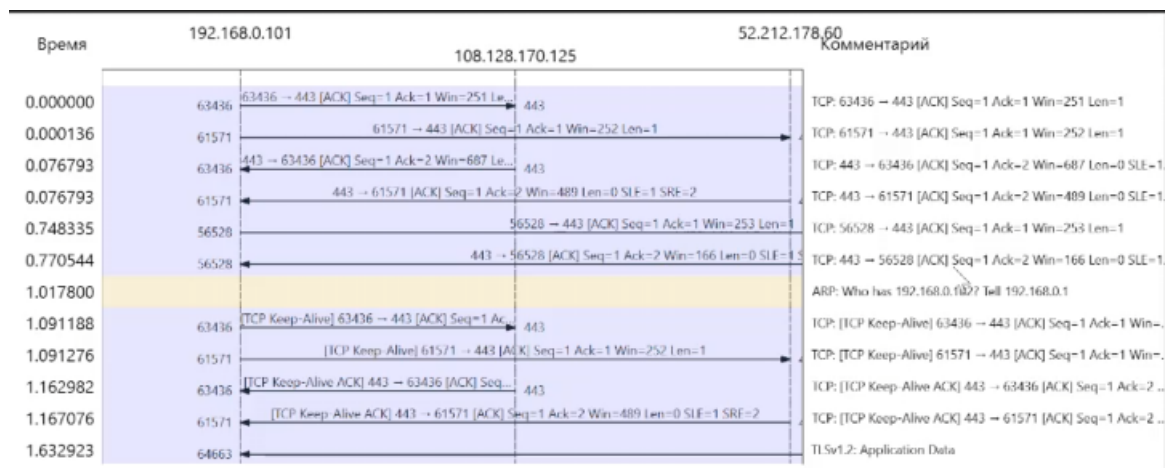 192.168.0.101 52.212.178.60
Время Комментарий
108.128.170.125
0.000000 63436 63436 → 443 [ACK] Seq=1 Ack=1 Win=251 Le... 443 TCP: 63436 → 443 [ACK] Seq=1 Ack=1 Win=251 Len=1
0.000136 61571 61571 → 443 [ACK] Seq=1 Ack=1 Win=252 Len=1 TCP: 61571 → 443 [ACK] Seq=1 Ack=1 Win=252 Len=1
0.076793 63436 443 → 63436 [ACK] Seq=1 Ack=2 Win=687 Le... 443 TCP: 443 → 63436 [ACK] Seq=1 Ack=2 Win=687 Len=0 SLE=1
0.076793 61571 443 → 61571 [ACK] Seq=1 Ack=2 Win=489 Len=0 SLE=1 SRE=2 TCP: 443 → 61571 [ACK] Seq=1 Ack=2 Win=489 Len=0 SLE=1
0.748335 56528 56528 → 443 [ACK] Seq=1 Ack=1 Win=253 Len=1 TCP: 56528 → 443 [ACK] Seq=1 Ack=1 Win=253 Len=1
0.770544 56528 443 → 56528 [ACK] Seq=1 Ack=2 Win=166 Len=0 SLE=1 S TCP: 443 → 56528 [ACK] Seq=1 Ack=2 Win=166 Len=0 SLE=1
1.017800 ARP: Who has Tell 192.168.0.1
1.091188 63436 [TCP Keep-Alive] 63436 → 443 [ACK] Seq=1 Ac... 443 TCP: [TCP Keep-Alive] 63436 → 443 [ACK] Seq=1 Ack=1 Win=...
1.091276 61571 [TCP Keep-Alive] 61571 → 443 [ACK] Seq=1 Ack=1 Win=252 Len=1 TCP: [TCP Keep-Alive] 61571 → 443 [ACK] Seq=1 Ack=1 Win=...
1.162982 63436 [TCP Keep-Alive ACK] 443 → 63436 [ACK] Seq... 443 TCP: [TCP Keep-Alive ACK] 443 → 63436 [ACK] Seq=1 Ack=2 ...
1.167076 61571 [TCP Keep-Alive ACK] 443 → 61571 [ACK] Seq=1 Ack=2 Win=489 Len=0 SLE=1 SRE=2 TCP: [TCP Keep-Alive ACK] 443 → 61571 [ACK] Seq=1 Ack=2 ...
1.632923 64663 TLSv1.2: Application Data